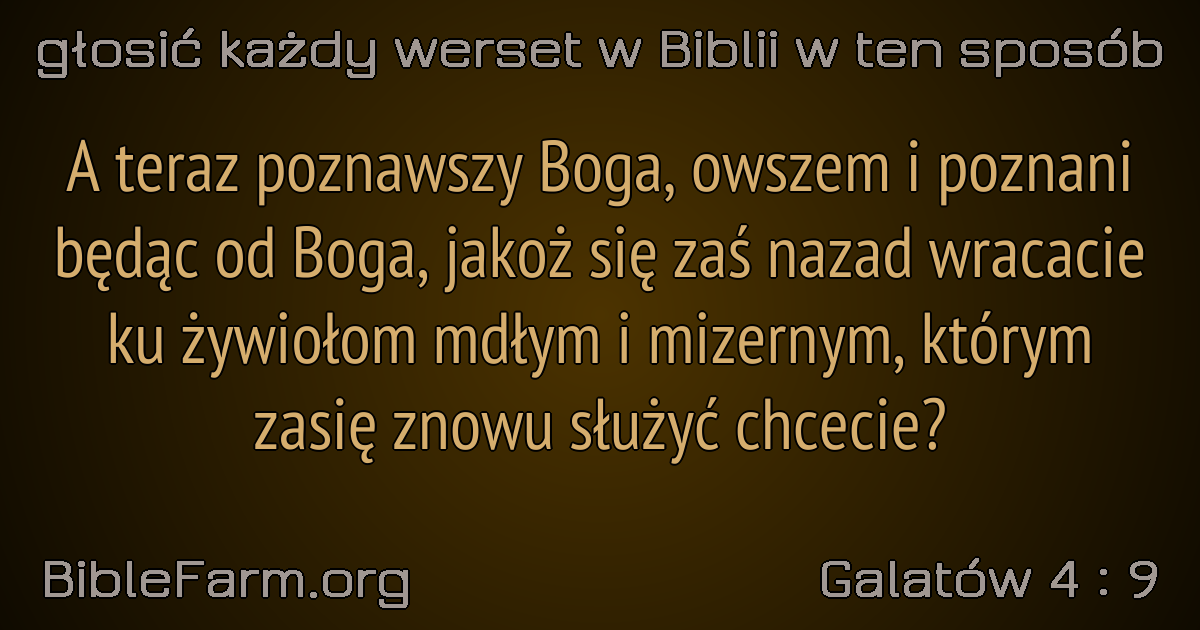 głosić każdy werset w Biblii w ten sposób
A teraz poznawszy Boga, owszem i poznani
będąc od Boga, jakoż się zaś nazad wracacie
ku żywiołom mdłym i mizernym, którym
zasię znowu służyć chcecie?
BibleFarm.org
Galatów 4 : 9